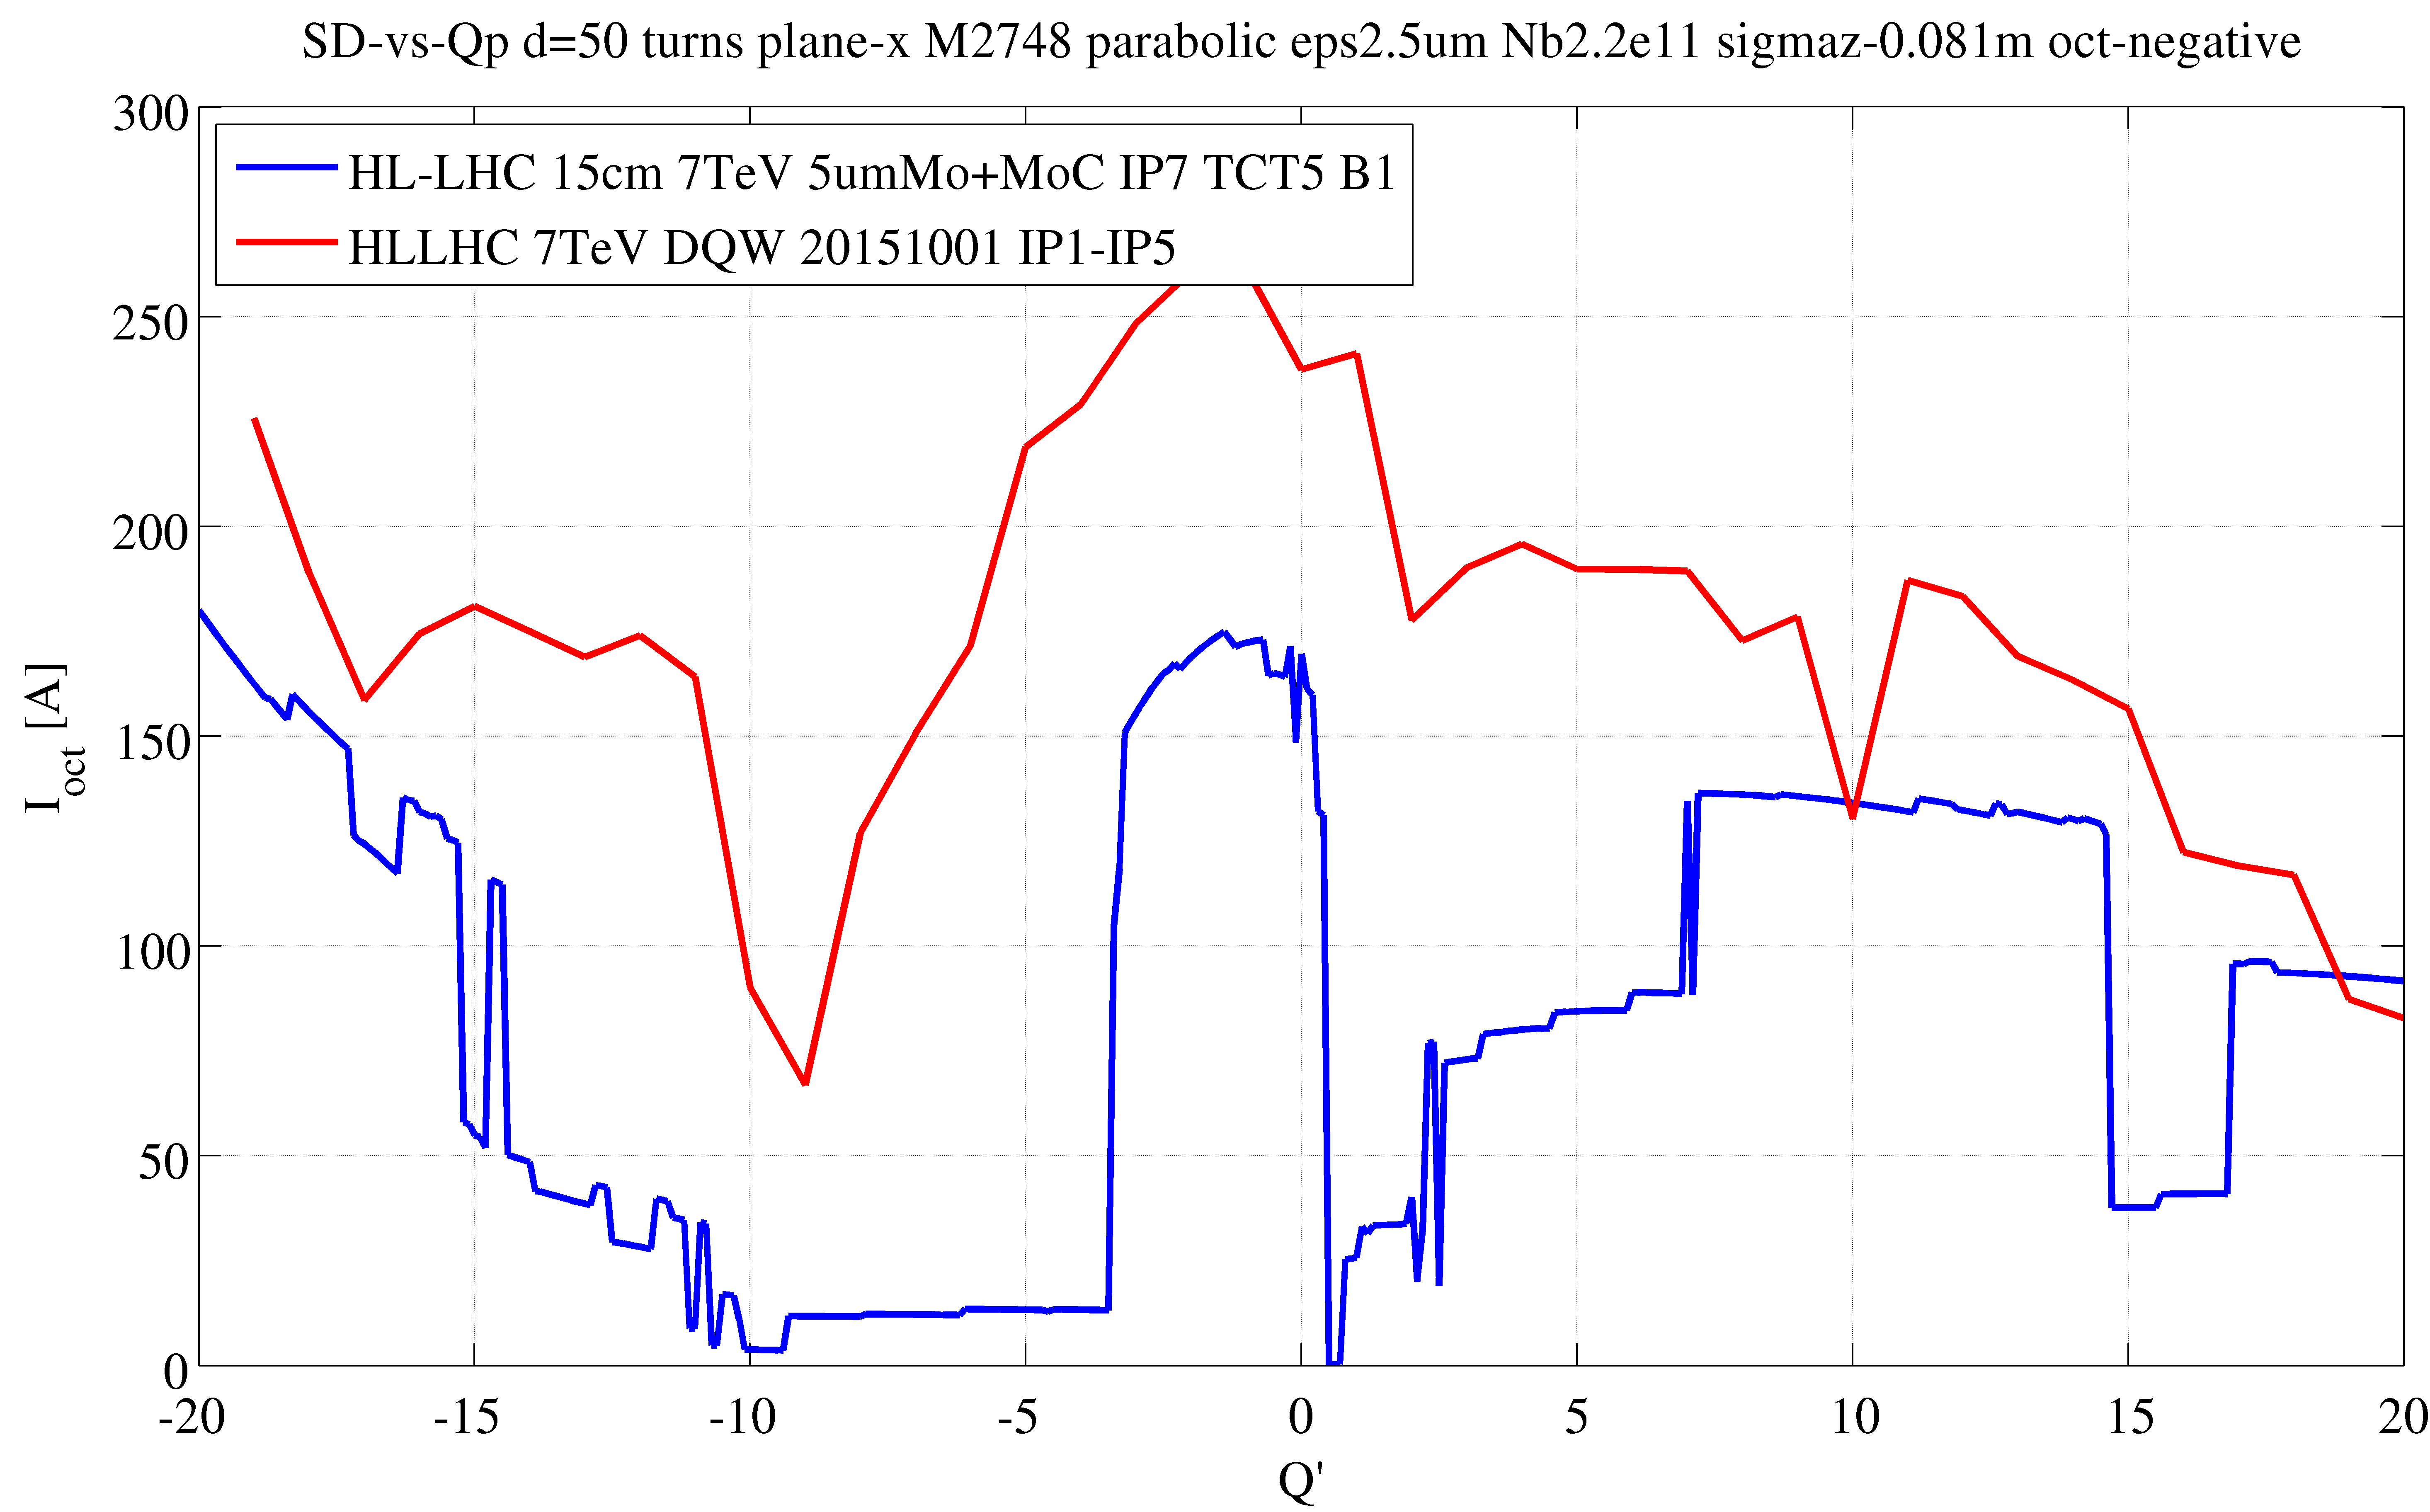 SD-vs-Qp d=50 turns plane-x M2748 parabolic eps2.5um Nb2.2e11 sigmaz-0.081m oct-negative
300
HL-LHC 15cm 7TeV 5umMo+MoC IP7 TCT5 B1
HLLHC 7TeV DQW 20151001 IP1-IP5
250
200
150
100
50
0
I_oct [A]
-20 -15 -10 -5 0 5 10 15 20
Q'